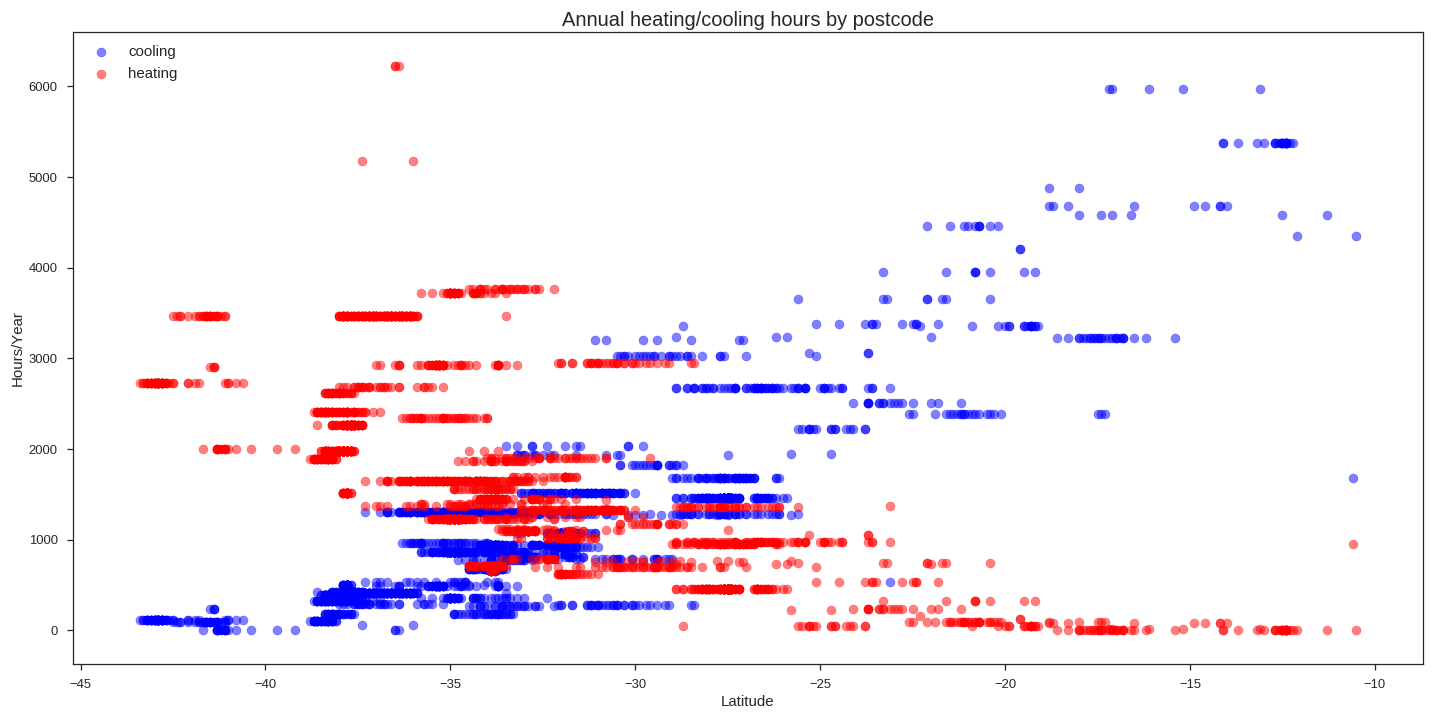 Annual heating/cooling hours by postcode
cooling
heating
6000
5000
4000
3000
2000
1000
0
Hours/Year
−45 −40 −35 −30 −25 −20 −15 −10
Latitude